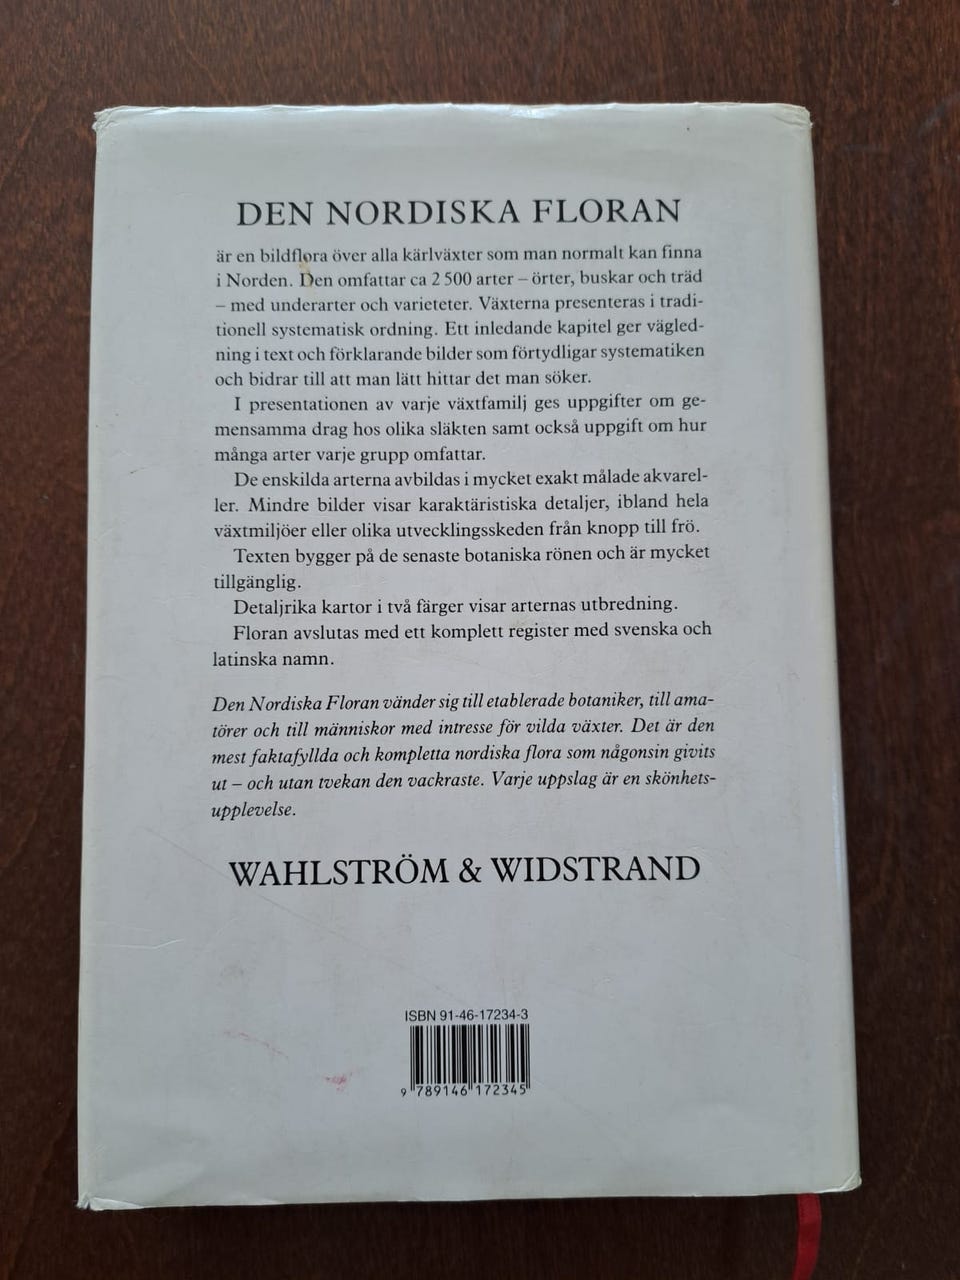 DEN NORDISKA FLORAN
är en bildflora över alla kärlväxter som man normalt kan finna
i Norden. Den omfattar ca 2 500 arter – örter, buskar och träd
– med underarter och varieteter. Växterna presenteras i tradi-
tionell systematisk ordning. Ett inledande kapitel ger vägled-
ning i text och förklarande bilder som förtydligar systematiken
och bidrar till att man lätt hittar det man söker.
I presentationen av varje växtfamilj ges uppgifter om ge-
mensamma drag hos olika släkten samt också uppgift om hur
många arter varje grupp omfattar.
De enskilda arterna avbildas i mycket exakt målade akvarel-
ler. Mindre bilder visar karaktäristiska detaljer, ibland hela
växtmiljöer eller olika utvecklingsskeden från knopp till frö.
Texten bygger på de senaste botaniska rönen och är mycket
tillgänglig.
Detaljrika kartor i två färger visar arternas utbredning.
Floran avslutas med ett komplett register med svenska och
latinska namn.
Den Nordiska Floran vänder sig till etablerade botaniker, till ama-
törer och till människor med intresse för vilda växter. Det är den
mest faktafyllda och kompletta nordiska flora som någonsin givits
ut – och utan tvekan den vackraste. Varje uppslag är en skönhets-
upplevelse.
WAHLSTRÖM & WIDSTRAND
ISBN 91-46-17234-3
9 789146 172345